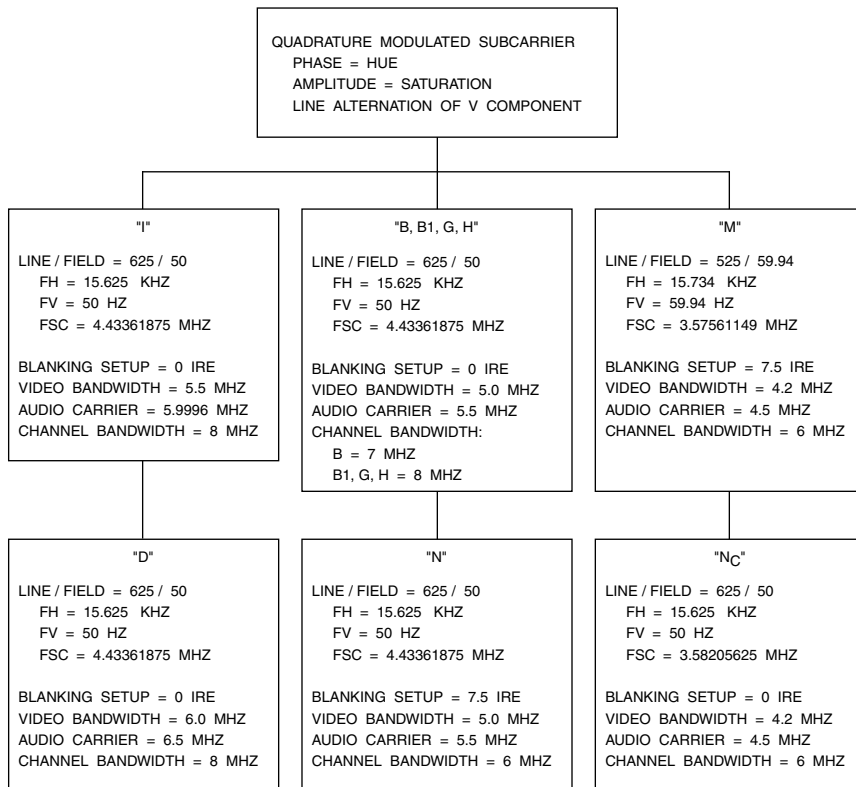 QUADRATURE MODULATED SUBCARRIER
PHASE = HUE
AMPLITUDE = SATURATION
LINE ALTERNATION OF V COMPONENT
"I"
LINE / FIELD = 625 / 50
FH = 15.625 KHZ
FV = 50 HZ
FSC = 4.43361875 MHZ
BLANKING SETUP = 0 IRE
VIDEO BANDWIDTH = 5.5 MHZ
AUDIO CARRIER = 5.9996 MHZ
CHANNEL BANDWIDTH = 8 MHZ
"B, B1, G, H"
LINE / FIELD = 625 / 50
FH = 15.625 KHZ
FV = 50 HZ
FSC = 4.43361875 MHZ
BLANKING SETUP = 0 IRE
VIDEO BANDWIDTH = 5.0 MHZ
AUDIO CARRIER = 5.5 MHZ
CHANNEL BANDWIDTH:
B = 7 MHZ
B1, G, H = 8 MHZ
"M"
LINE / FIELD = 525 / 59.94
FH = 15.734 KHZ
FV = 59.94 HZ
FSC = 3.57561149 MHZ
BLANKING SETUP = 7.5 IRE
VIDEO BANDWIDTH = 4.2 MHZ
AUDIO CARRIER = 4.5 MHZ
CHANNEL BANDWIDTH = 6 MHZ
"D"
LINE / FIELD = 625 / 50
FH = 15.625 KHZ
FV = 50 HZ
FSC = 4.43361875 MHZ
BLANKING SETUP = 0 IRE
VIDEO BANDWIDTH = 6.0 MHZ
AUDIO CARRIER = 6.5 MHZ
CHANNEL BANDWIDTH = 8 MHZ
"N"
LINE / FIELD = 625 / 50
FH = 15.625 KHZ
FV = 50 HZ
FSC = 4.43361875 MHZ
BLANKING SETUP = 7.5 IRE
VIDEO BANDWIDTH = 5.0 MHZ
AUDIO CARRIER = 5.5 MHZ
CHANNEL BANDWIDTH = 6 MHZ
"NC"
LINE / FIELD = 625 / 50
FH = 15.625 KHZ
FV = 50 HZ
FSC = 3.58205625 MHZ
BLANKING SETUP = 0 IRE
VIDEO BANDWIDTH = 4.2 MHZ
AUDIO CARRIER = 4.5 MHZ
CHANNEL BANDWIDTH = 6 MHZ